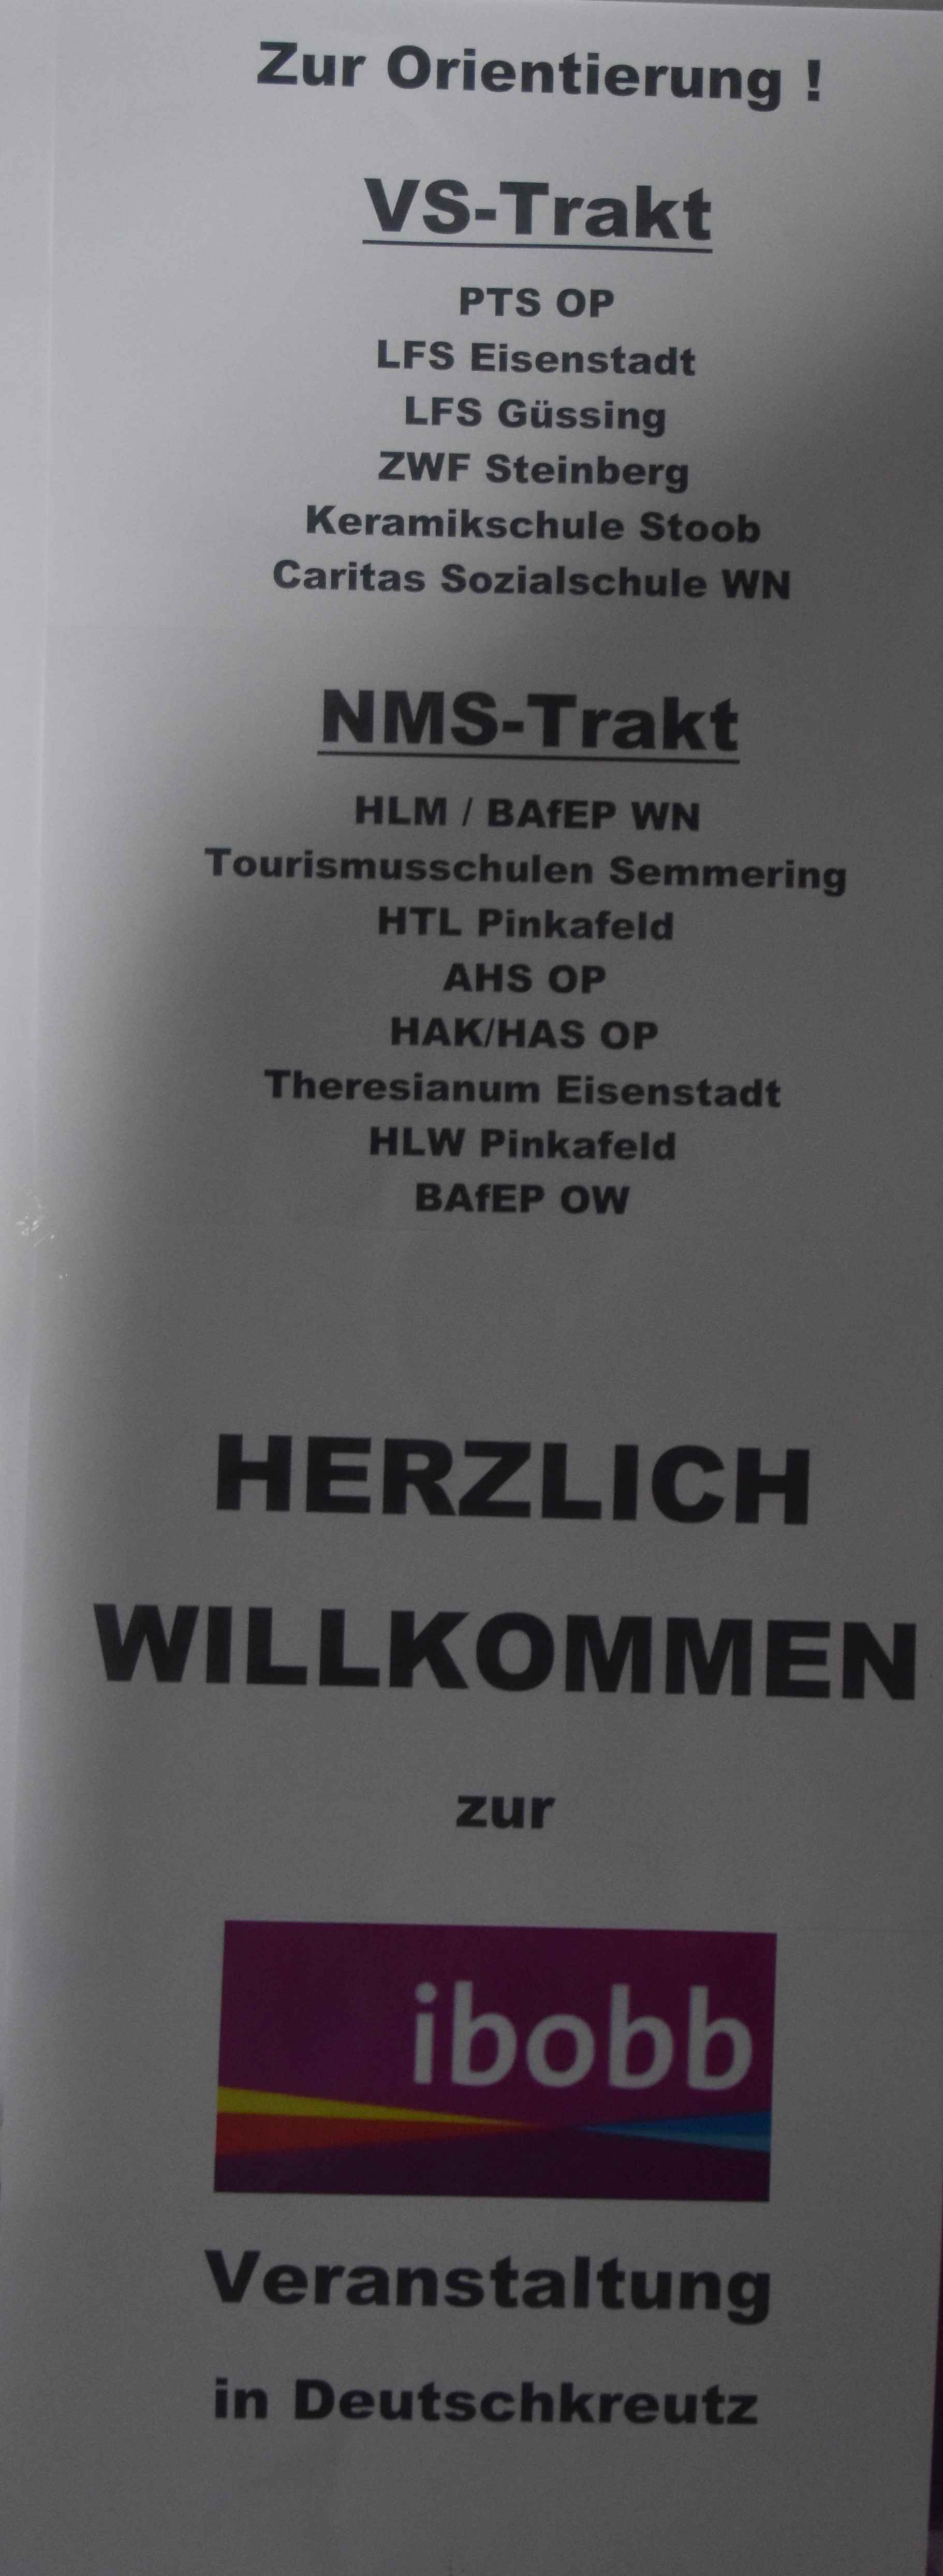 Zur Orientierung !
VS-Trakt
PTS OP
LFS Eisenstadt
LFS Güssing
ZWF Steinberg
Keramikschule Stoob
Caritas Sozialschule WN
NMS-Trakt
HLM / BAfEP WN
Tourismusschulen Semmering
HTL Pinkafeld
AHS OP
HAK/HAS OP
Theresianum Eisenstadt
HLW Pinkafeld
BAfEP OW
HERZLICH
WILLKOMMEN
zur
ibobb
Veranstaltung
in Deutschkreutz